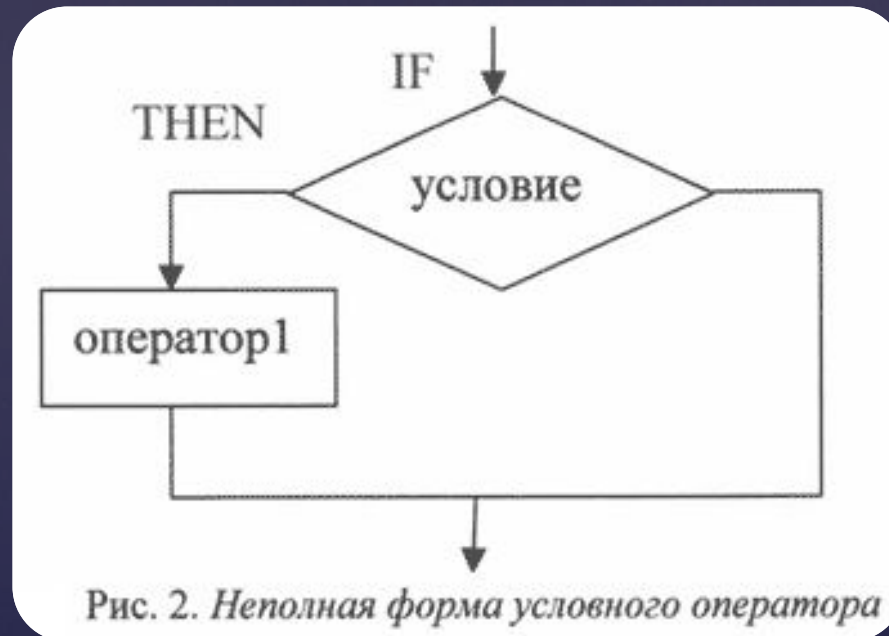 IF
THEN
условие
оператор1
Рис. 2. Неполная форма условного оператора